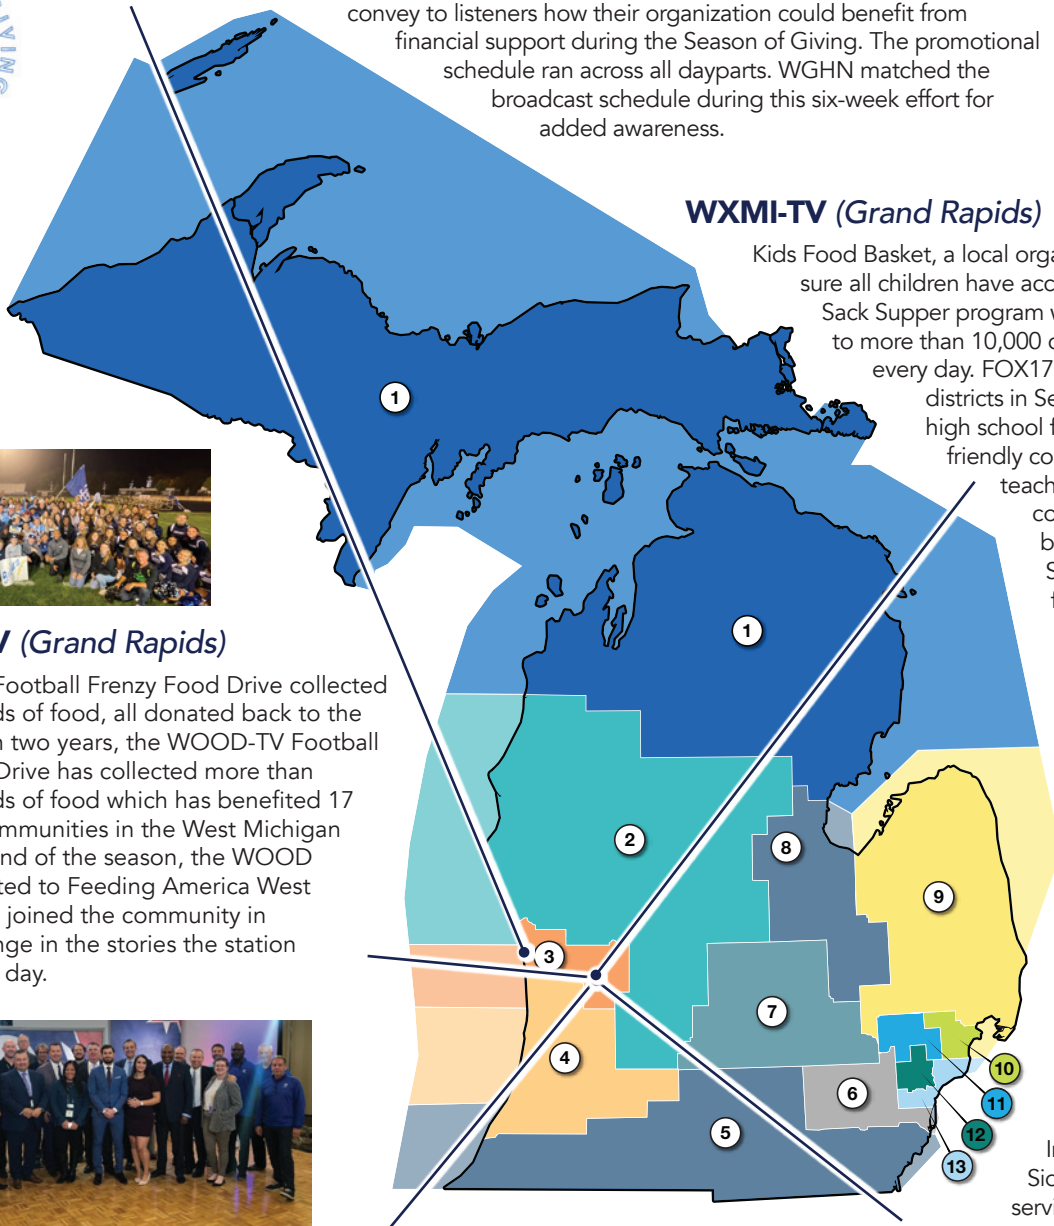 VING
convey to listeners how their organization could benefit from
financial support during the Season of Giving. The promotional
schedule ran across all dayparts. WGHN matched the
broadcast schedule during this six-week effort for
added awareness.
WXMI-TV (Grand Rapids)
Kids Food Basket, a local orga
sure all children have acc
Sack Supper program w
to more than 10,000 c
every day. FOX17
districts in Se
high school f
friendly co
teach
co
b
S
f
1
1
V (Grand Rapids)
Football Frenzy Food Drive collected
ds of food, all donated back to the
n two years, the WOOD-TV Football
Drive has collected more than
ds of food which has benefited 17
mmunities in the West Michigan
nd of the season, the WOOD
ted to Feeding America West
joined the community in
nge in the stories the station
day.
2
8
9
3
7
4
10
6
11
5
12
13
In
Sio
servi